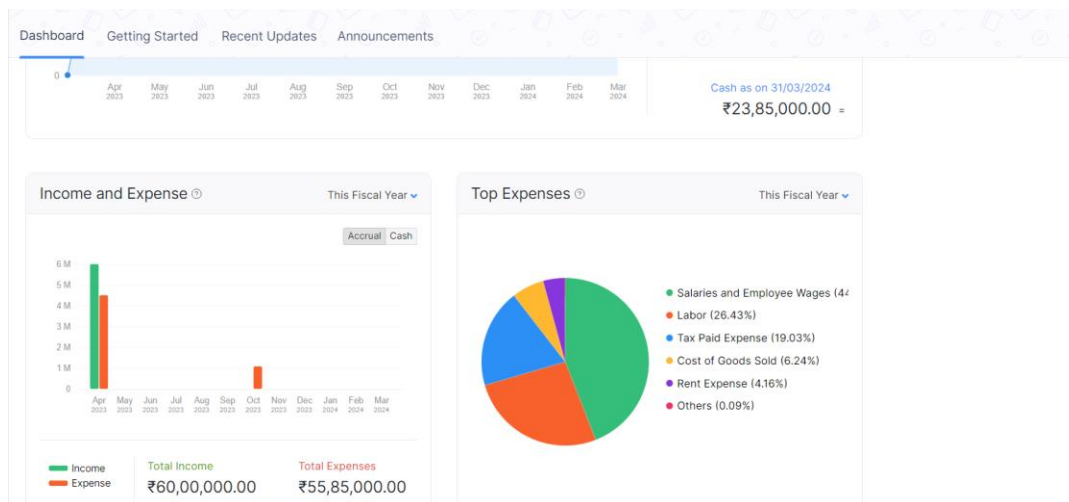 Dashboard Getting Started Recent Updates Announcements
0
Apr 2023 May 2023 Jun 2023 Jul 2023 Aug 2023 Sep 2023 Oct 2023 Nov 2023 Dec 2023 Jan 2024 Feb 2024 Mar 2024
Cash as on 31/03/2024
₹23,85,000.00 =
Income and Expense This Fiscal Year
Accrual Cash
6 M
5 M
4 M
3 M
2 M
1 M
0
Apr 2023 May 2023 Jun 2023 Jul 2023 Aug 2023 Sep 2023 Oct 2023 Nov 2023 Dec 2023 Jan 2024 Feb 2024 Mar 2024
Income
Expense
Total Income
₹60,00,000.00
Total Expenses
₹55,85,000.00
Top Expenses This Fiscal Year
Salaries and Employee Wages (44
Labor (26.43%)
Tax Paid Expense (19.03%)
Cost of Goods Sold (6.24%)
Rent Expense (4.16%)
Others (0.09%)